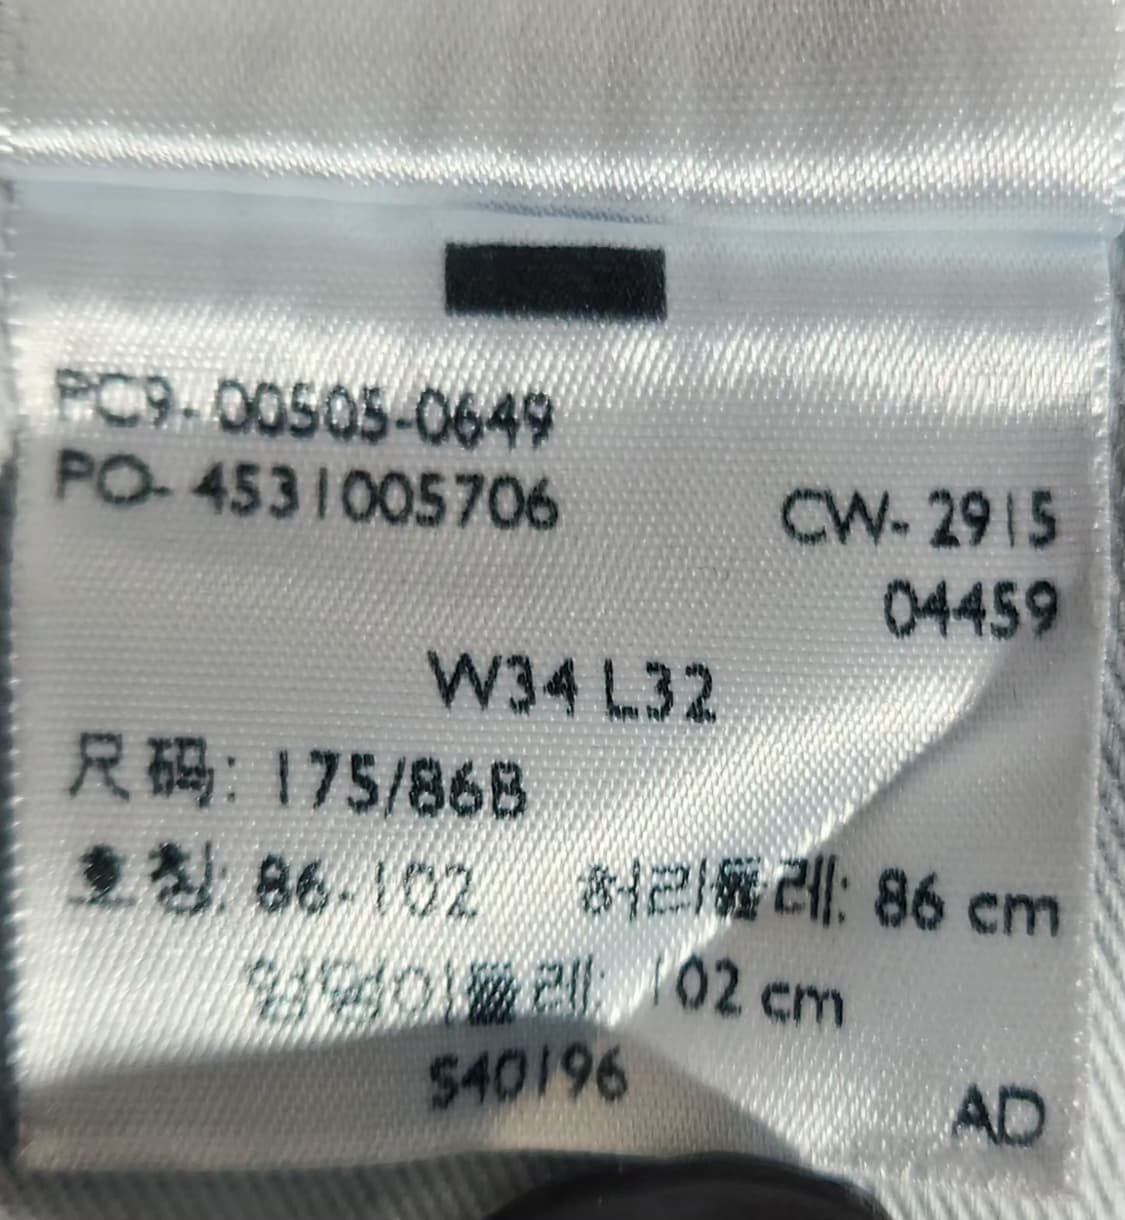 PC9-00505-0649
PO-4531005706
CW-2915
04459
W34 L32
尺码: 175/86B
호칭: 86-102 허리둘레: 86 cm
엉덩이둘레: 102 cm
S40196
AD